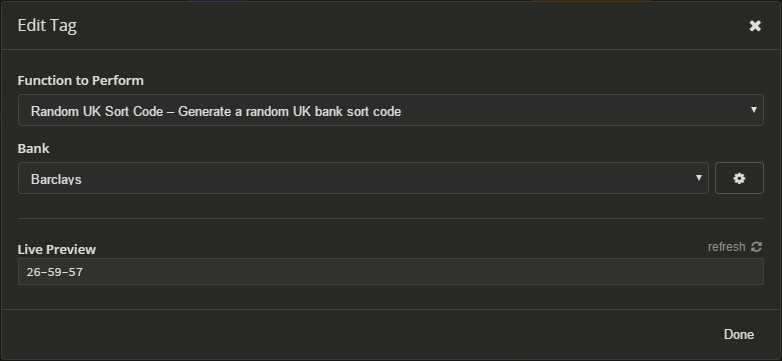 Edit Tag
Function to Perform
Random UK Sort Code – Generate a random UK bank sort code
Bank
Barclays
Live Preview
refresh
26-59-57
Done